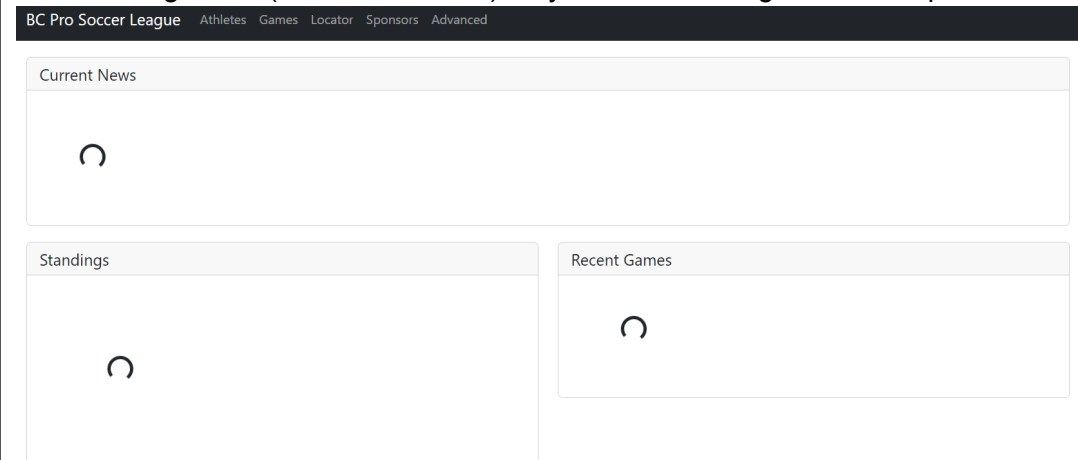 BC Pro Soccer League Athletes Games Locator Sponsors Advanced
Current News
Standings
Recent Games